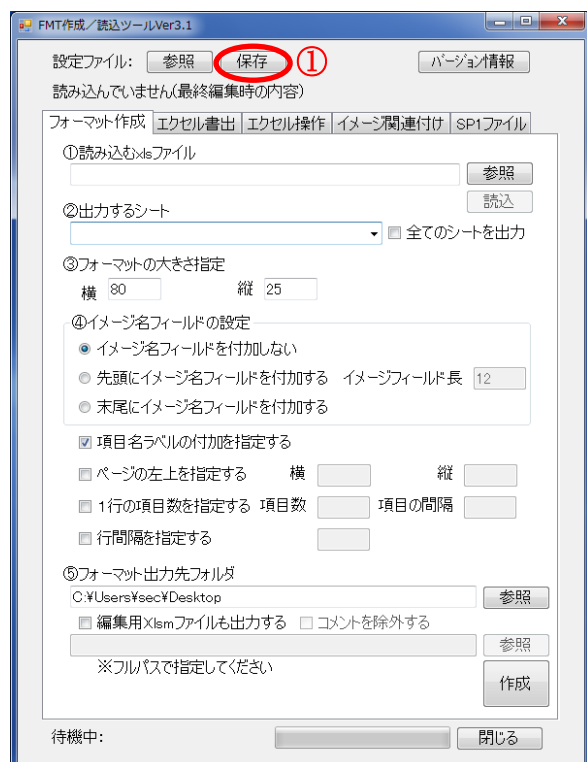 FMT作成／読込ツールVer3.1
設定ファイル: 参照 保存 ① バージョン情報
読み込んでいません(最終編集時の内容)
フォーマット作成 エクセル書出 エクセル操作 イメージ関連付け SP1ファイル
①読み込むxlsファイル
参照
読込
②出力するシート
全てのシートを出力
③フォーマットの大きさ指定
横 80 縦 25
④イメージ名フィールドの設定
イメージ名フィールドを付加しない
先頭にイメージ名フィールドを付加する イメージフィールド長 12
末尾にイメージ名フィールドを付加する
項目名ラベルの付加を指定する
ページの左上を指定する 横 縦
1行の項目数を指定する 項目数 項目の間隔
行間隔を指定する
⑤フォーマット出力先フォルダ
C:¥Users¥sec¥Desktop 参照
編集用Xlsmファイルも出力する コメントを除外する
参照
※フルパスで指定してください
作成
待機中: 閉じる